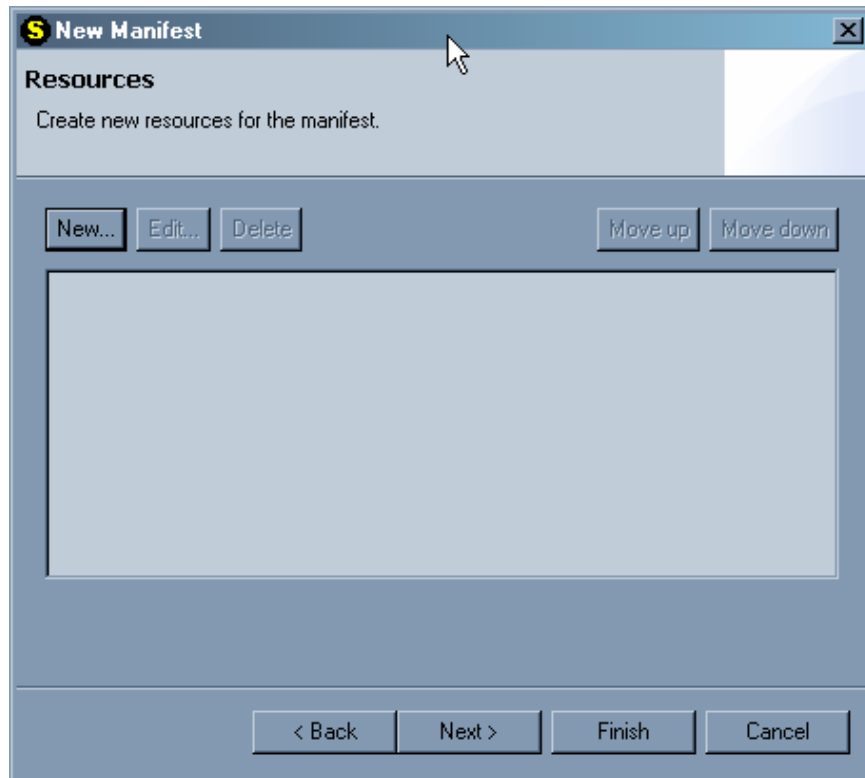 S New Manifest
Resources
Create new resources for the manifest.
New... Edit... Delete Move up Move down
< Back Next > Finish Cancel